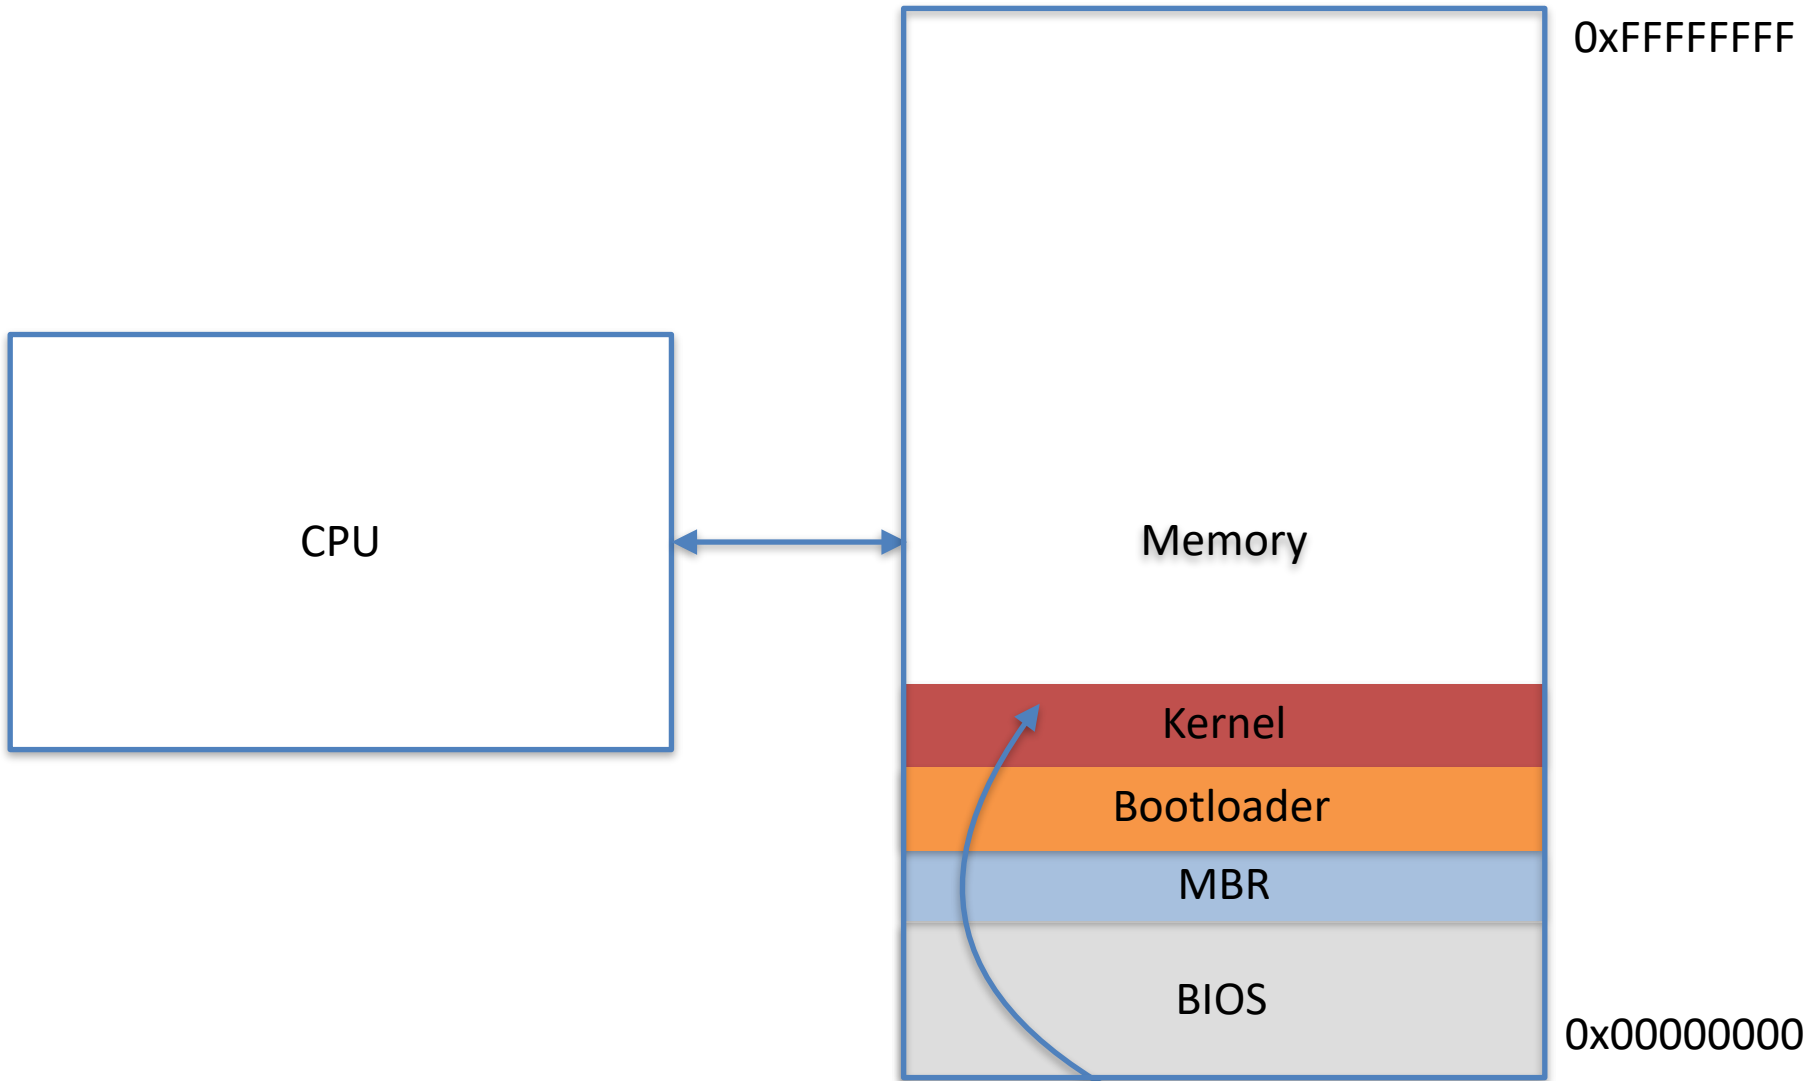 0xFFFFFFFF
CPU
Memory
Kernel
Bootloader
MBR
BIOS
0x00000000